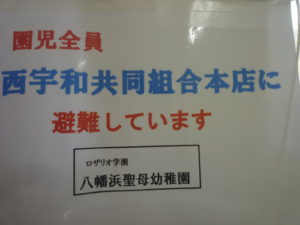 園児全員
西宇和共同組合本店に
避難しています
ロザリオ学園
八幡浜聖母幼稚園